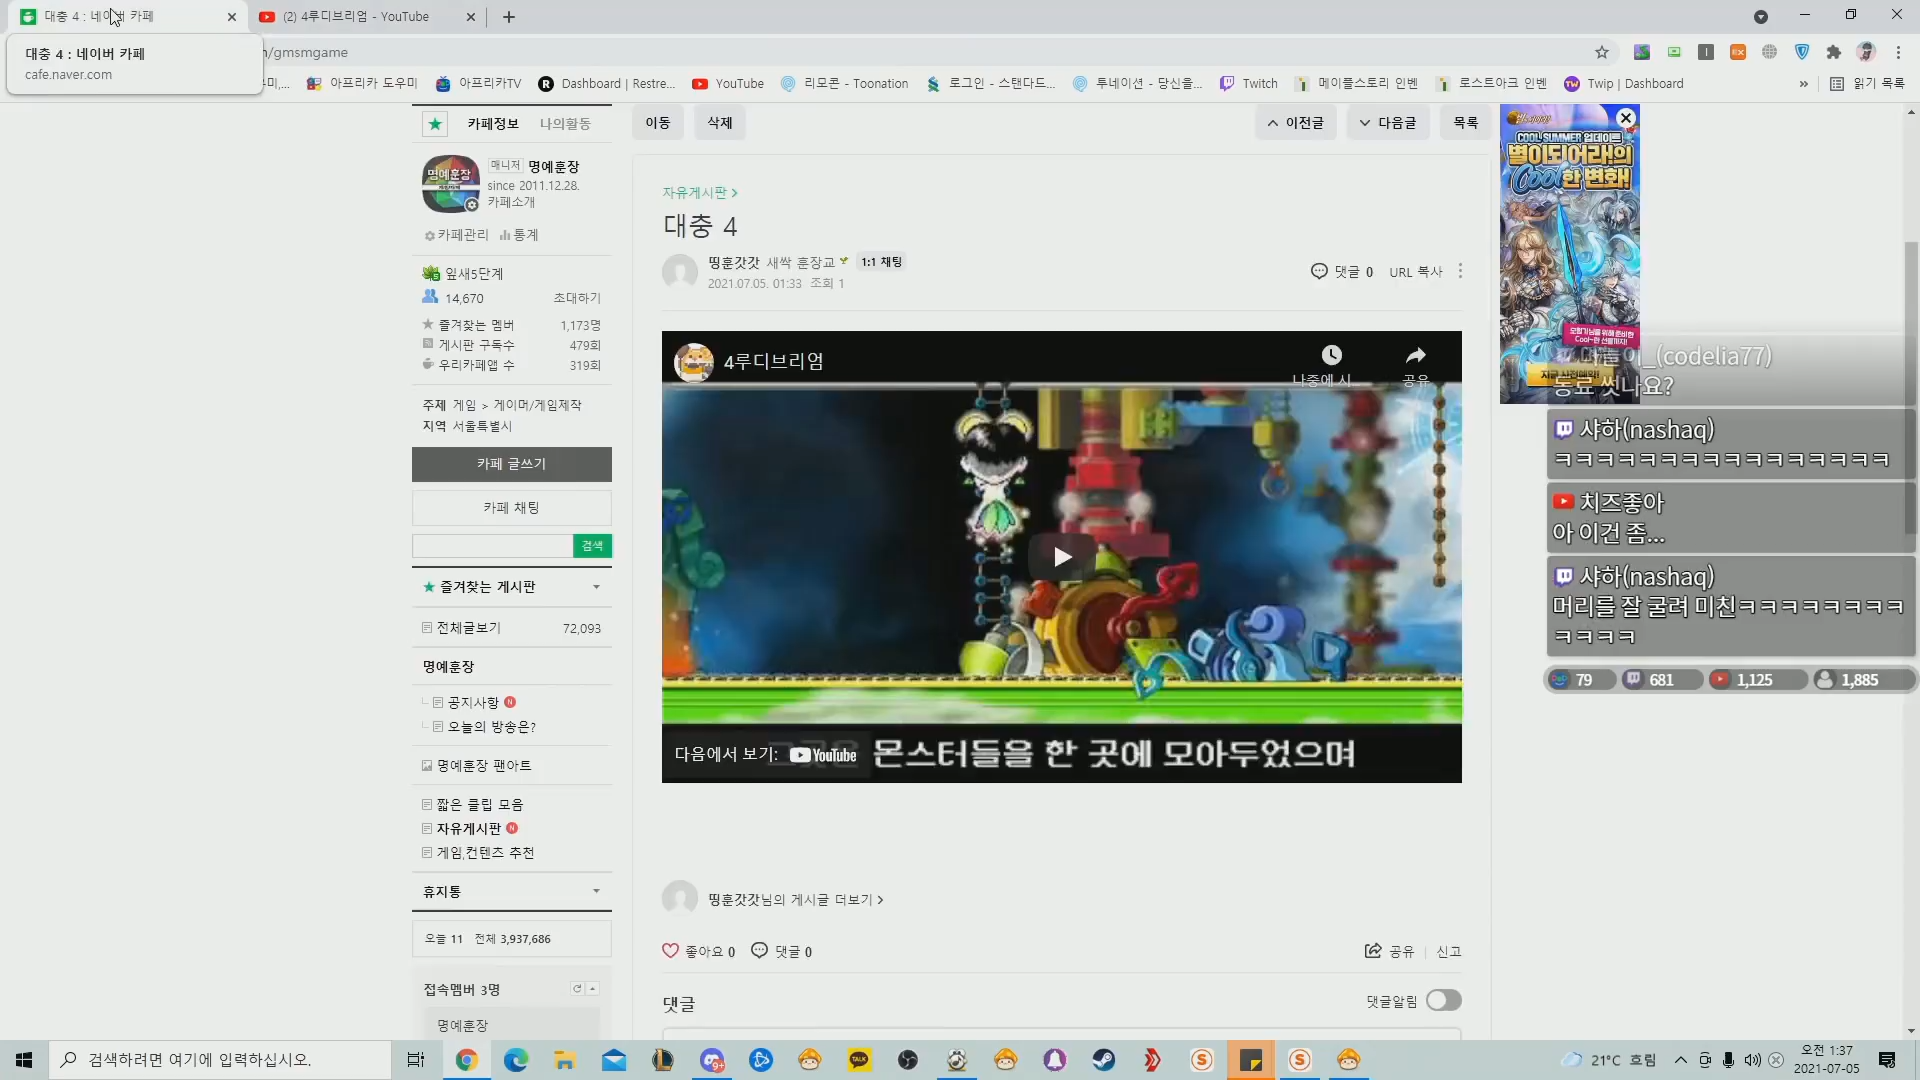 대충 4 : 네이버 카페
(2) 4루디브리엄 - YouTube
대충 4 : 네이버 카페
cafe.naver.com
/gmsmgame
아프리카 도우미
아프리카TV
Dashboard | Restre...
YouTube
리모콘 - Toonation
로그인 - 스탠다드...
투네이션 - 당신을...
Twitch
메이플스토리 인벤
로스트아크 인벤
Twip | Dashboard
»
읽기 목록
카페정보 나의활동
이동 삭제
이전글 다음글 목록
매니저 명예훈장
since 2011.12.28.
카페소개
카페관리 통계
잎새5단계
14,670 초대하기
즐겨찾는 멤버 1,173명
게시판 구독수 479회
우리카페앱 수 319회
주제 게임 > 게이머/게임제작
지역 서울특별시
카페 글쓰기
카페 채팅
검색
즐겨찾는 게시판
전체글보기 72,093
명예훈장
공지사항 N
오늘의 방송은?
명예훈장 팬아트
짧은 클립 모음
자유게시판 N
게임,컨텐츠 추천
휴지통
오늘 11 전체 3,937,686
접속멤버 3명
명예훈장
자유게시판 >
대충 4
띵훈갓갓 새싹 훈장교 1:1 채팅
2021.07.05. 01:33 조회 1
댓글 0 URL 복사
4루디브리엄
나중에 시...
공유
다음에서 보기: YouTube
몬스터들을 한 곳에 모아두었으며
띵훈갓갓님의 게시글 더보기 >
좋아요 0 댓글 0
공유 신고
댓글
댓글알림
COOL SUMMER 업데이트
별이되어라!의
Cool한 변화!
_(codelia77)
동료 썻나요?
샤하(nashaq)
ㅋㅋㅋㅋㅋㅋㅋㅋㅋㅋㅋㅋㅋㅋㅋㅋ
치즈좋아
아 이건 좀...
샤하(nashaq)
머리를 잘 굴려 미친ㅋㅋㅋㅋㅋㅋㅋㅋ
ㅋㅋㅋㅋ
79 681 1,125 1,885
검색하려면 여기에 입력하십시오.
21°C 흐림
오전 1:37
2021-07-05